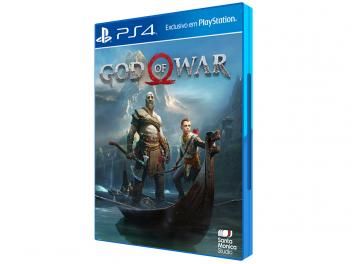 PS4
Exclusivo em PlayStation.
GOD OF WAR
Santa
Monica
Studio